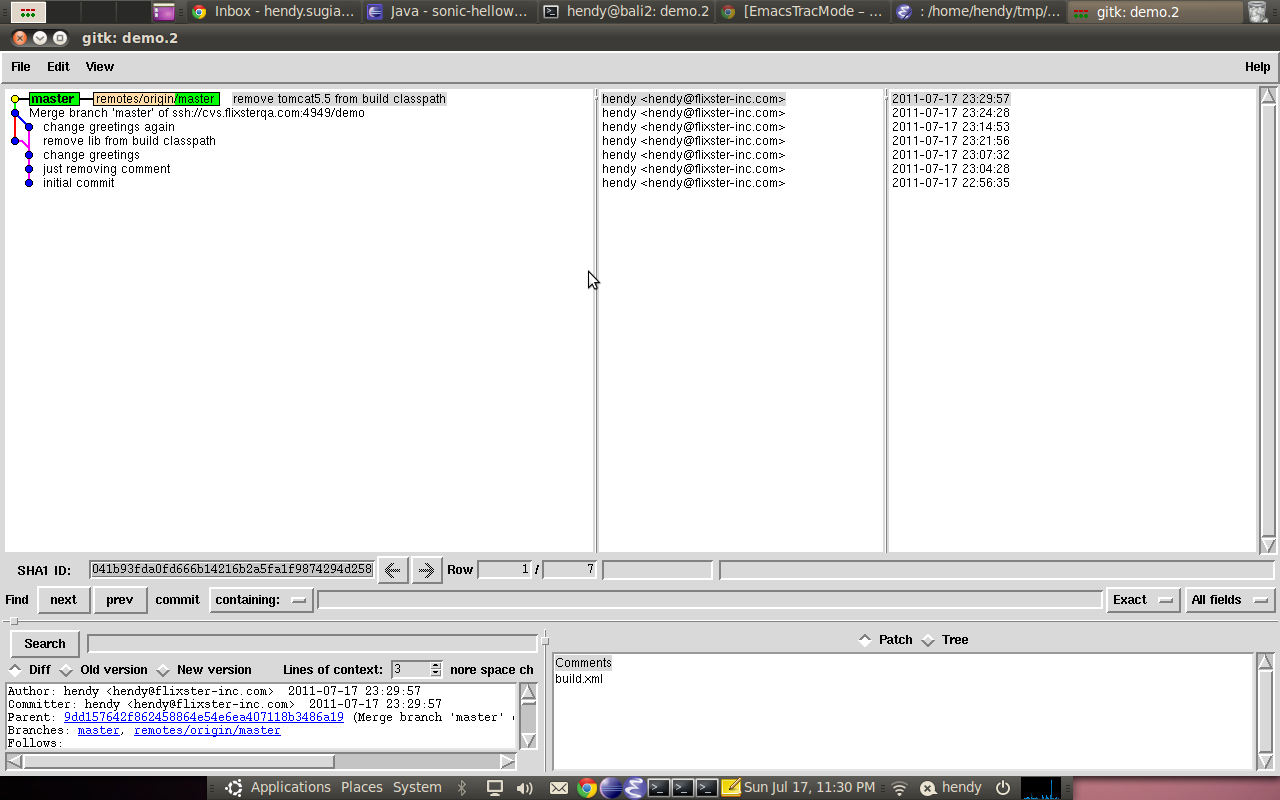 Inbox - hendy.sugia... Java - sonic-hellow... hendy@bali2: demo.2 [EmacsTracMode – ... : /home/hendy/tmp/... gitk: demo.2
gitk: demo.2
File Edit View Help
master remotes/origin/master remove tomcat5.5 from build classpath hendy <hendy@flixster-inc.com> 2011-07-17 23:29:57
Merge branch 'master' of ssh://cvs.flixsterqa.com:4949/demo hendy <hendy@flixster-inc.com> 2011-07-17 23:24:28
change greetings again hendy <hendy@flixster-inc.com> 2011-07-17 23:14:53
remove lib from build classpath hendy <hendy@flixster-inc.com> 2011-07-17 23:21:56
change greetings hendy <hendy@flixster-inc.com> 2011-07-17 23:07:32
just removing comment hendy <hendy@flixster-inc.com> 2011-07-17 23:04:28
initial commit hendy <hendy@flixster-inc.com> 2011-07-17 22:56:35
SHA1 ID: 041b93fda0fd666b14216b2a5fa1f9874294d258 Row 1 / 7
Find next prev commit containing: Exact All fields
Search
Diff Old version New version Lines of context: 3 nore space ch
Author: hendy <hendy@flixster-inc.com> 2011-07-17 23:29:57
Committer: hendy <hendy@flixster-inc.com> 2011-07-17 23:29:57
Parent: 9dd157642f862458864e54e6ea407118b3486a19 (Merge branch 'master'
Branches: master, remotes/origin/master
Follows:
Patch Tree
Comments
build.xml
Applications Places System Sun Jul 17, 11:30 PM hendy